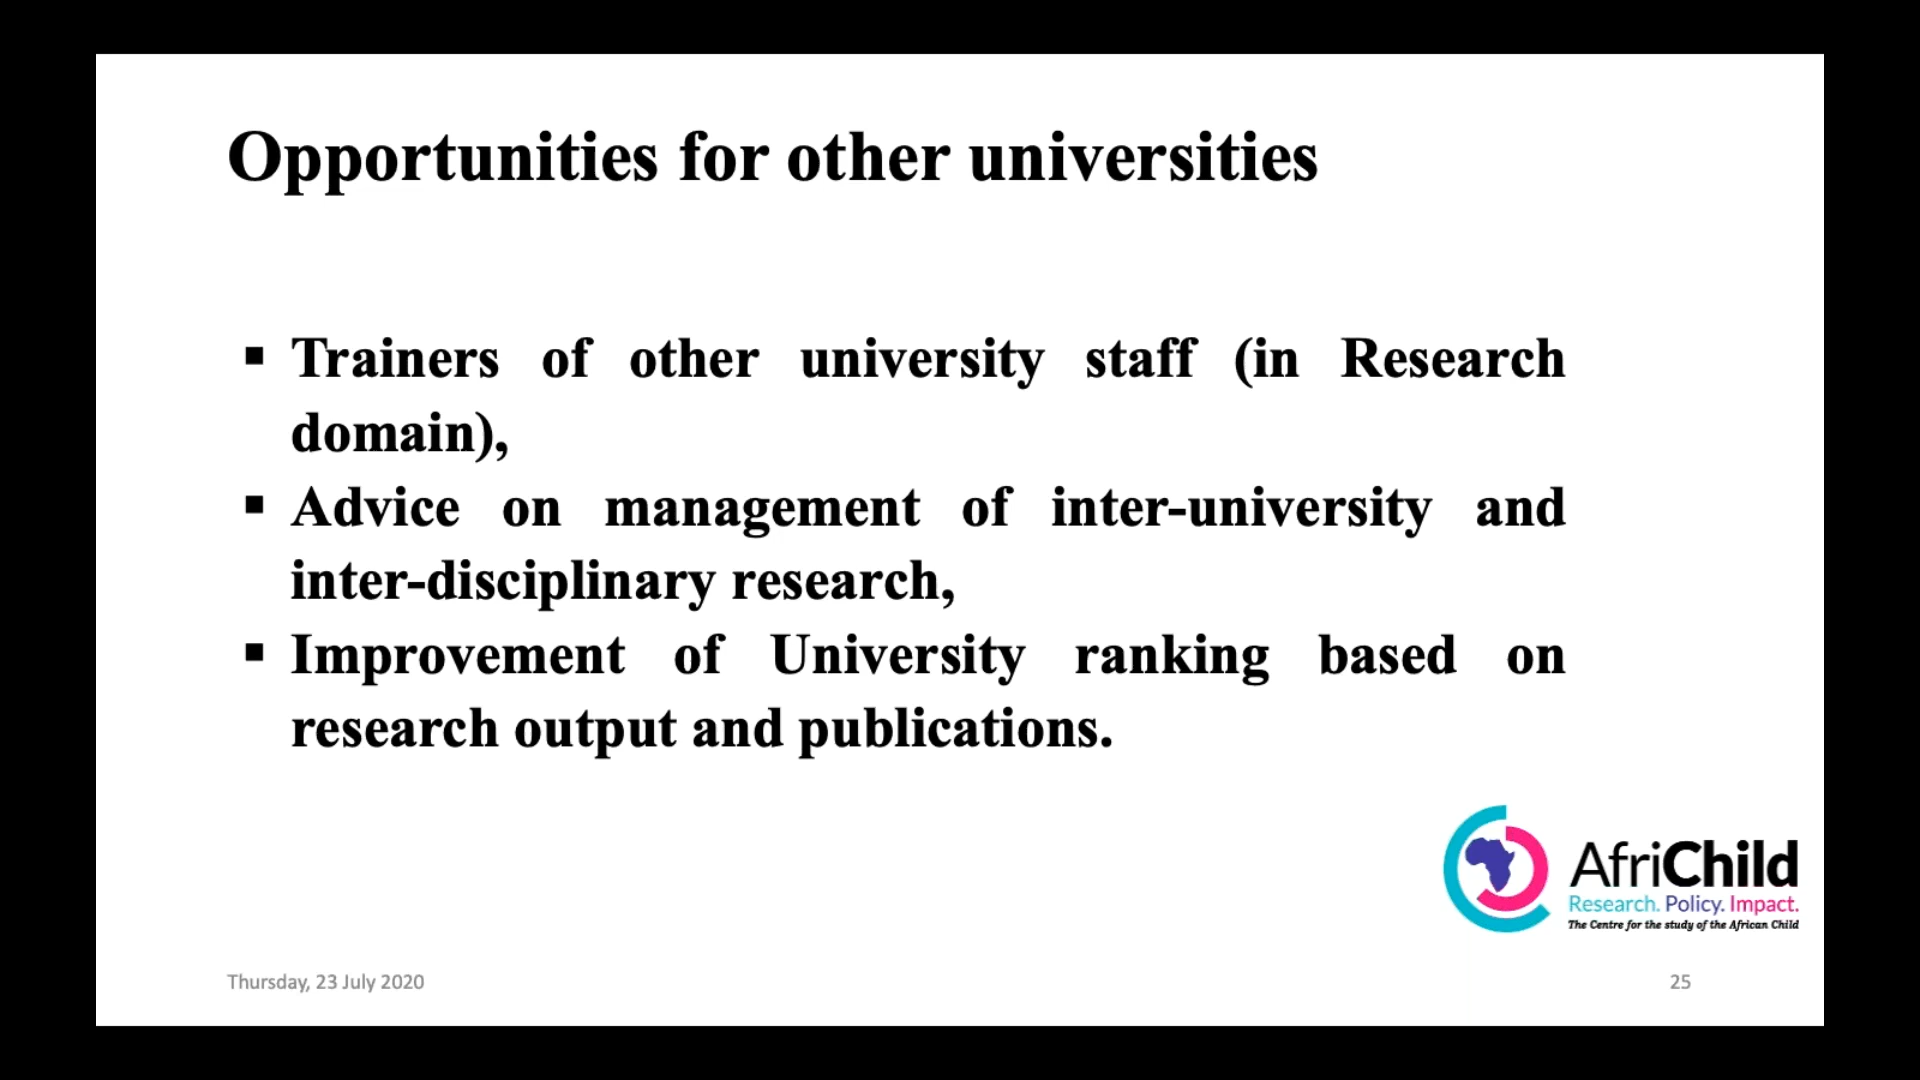 Opportunities for other universities
▪ Trainers of other university staff (in Research
domain),
▪ Advice on management of inter-university and
inter-disciplinary research,
▪ Improvement of University ranking based on
research output and publications.
AfriChild
Research. Policy. Impact.
The Centre for the study of the African Child
Thursday, 23 July 2020
25